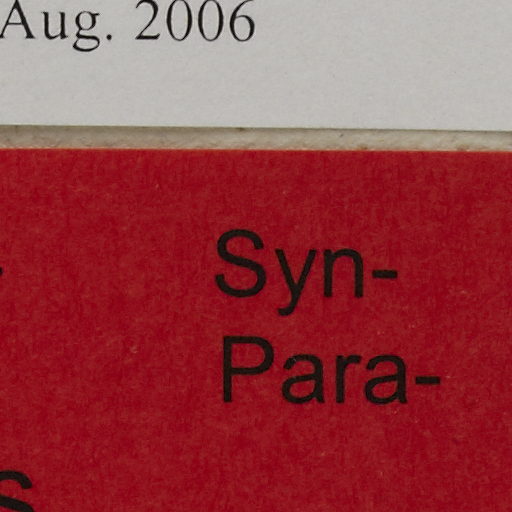 Aug. 2006
Syn-
Para-